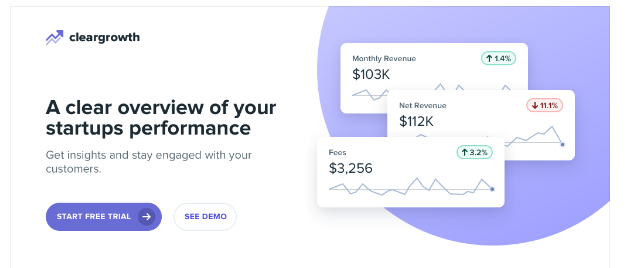 cleargrowth
A clear overview of your
startups performance
Get insights and stay engaged with your
customers.
START FREE TRIAL
SEE DEMO
Monthly Revenue
1.4%
$103K
Net Revenue
11.1%
$112K
Fees
3.2%
$3,256